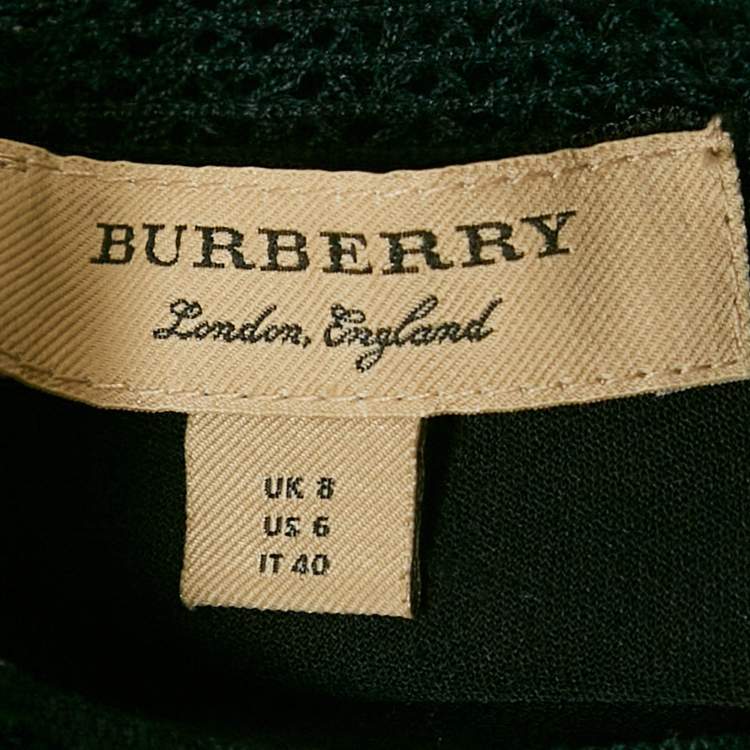 BURBERRY
London, England
UK 8
US 6
IT 40